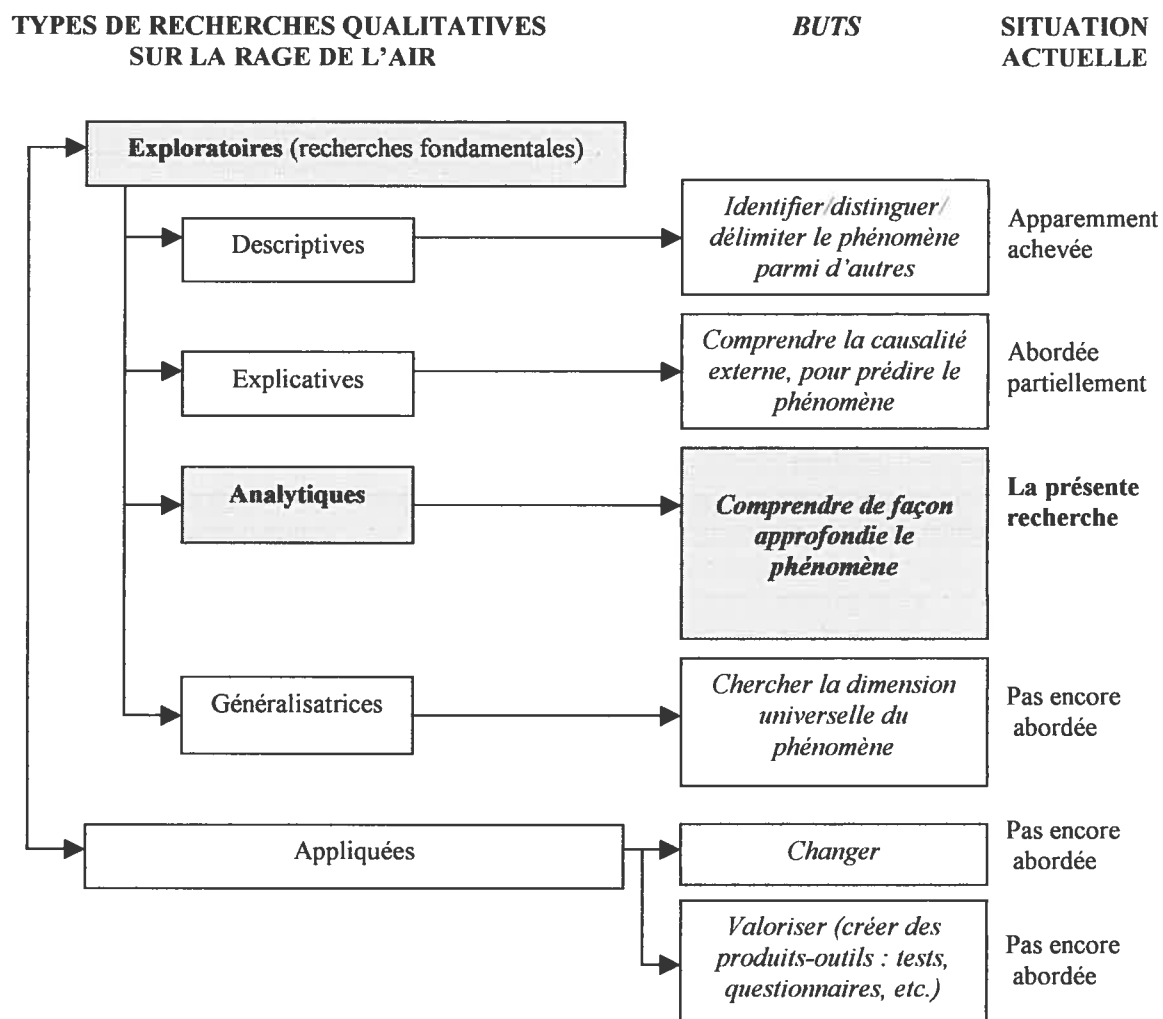 TYPES DE RECHERCHES QUALITATIVES
SUR LA RAGE DE L'AIR
BUTS
SITUATION
ACTUELLE
Exploratoires (recherches fondamentales)
Descriptives
Identifier/distinguer/
délimiter le phénomène
parmi d'autres
Apparemment
achevée
Explicatives
Comprendre la causalité
externe, pour prédire le
phénomène
Abordée
partiellement
Analytiques
Comprendre de façon
approfondie le
phénomène
La présente
recherche
Généralisatrices
Chercher la dimension
universelle du
phénomène
Pas encore
abordée
Appliquées
Changer
Pas encore
abordée
Valoriser (créer des
produits-outils : tests,
questionnaires, etc.)
Pas encore
abordée